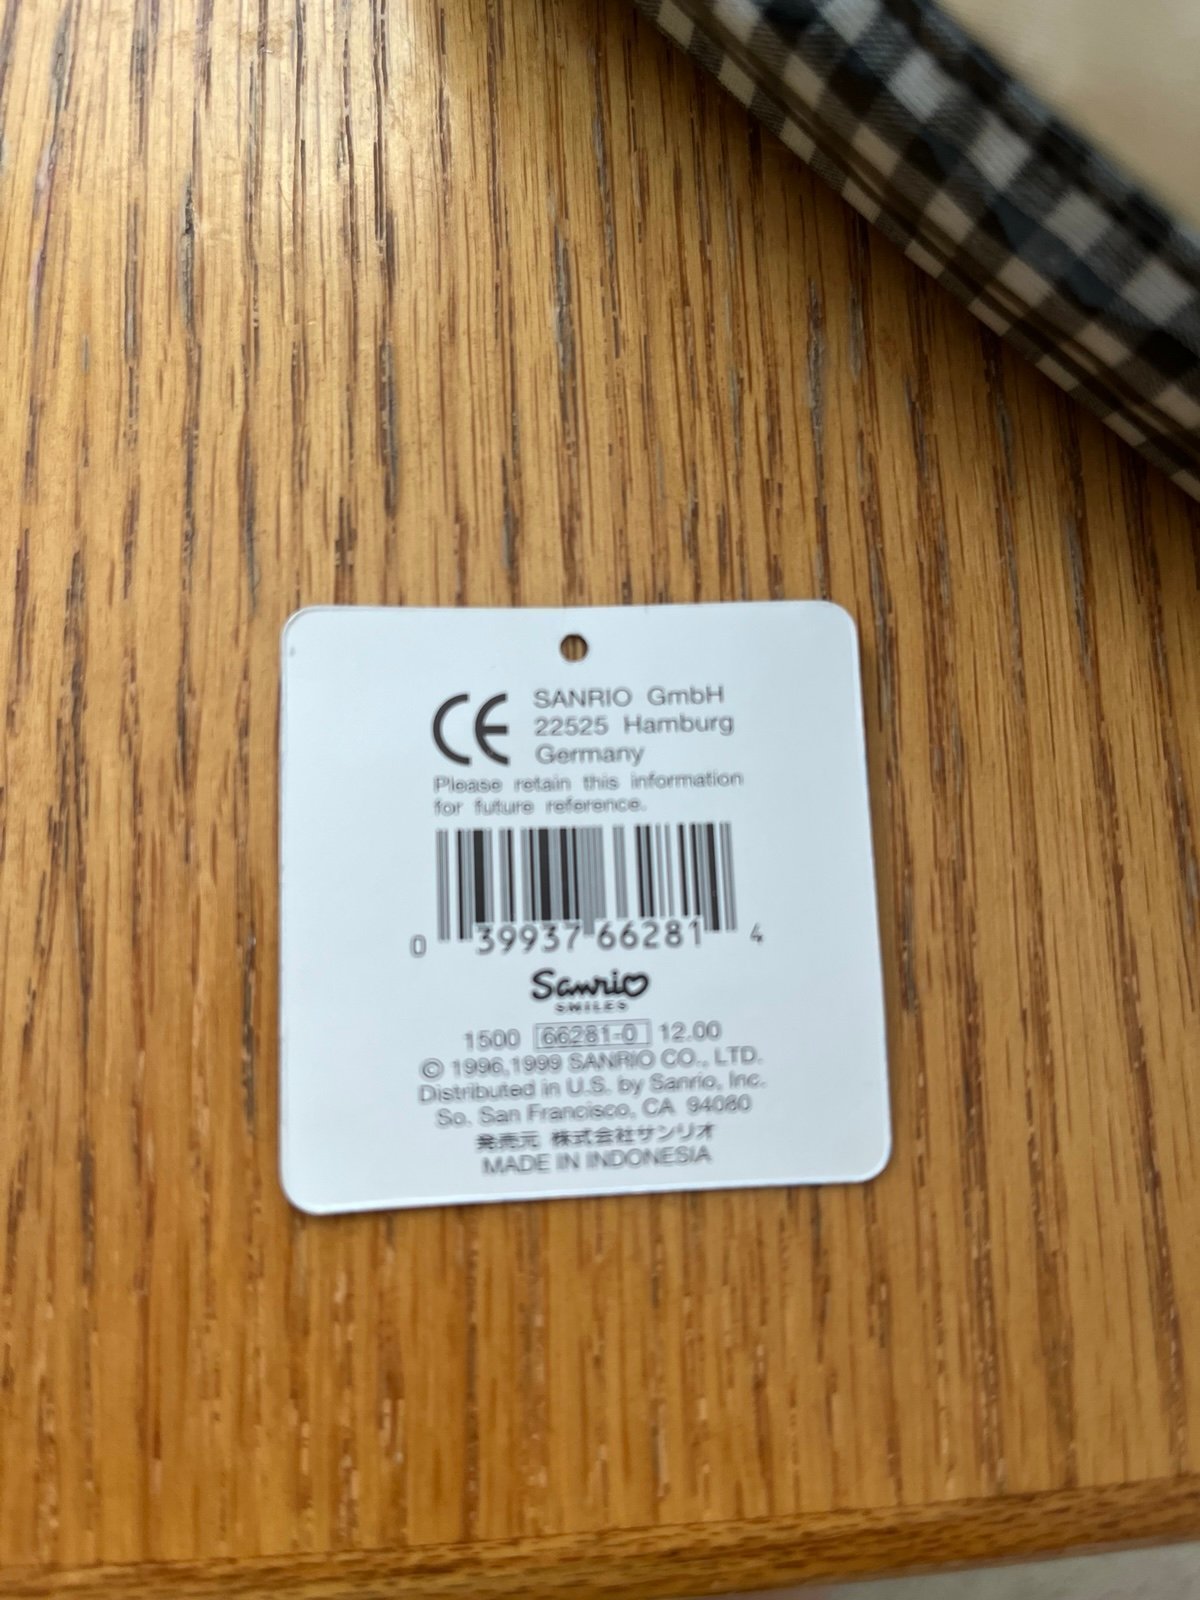 CE SANRIO GmbH
22525 Hamburg
Germany
Please retain this information
for future reference.
0 39937 66281 4
Sanrio
SMILES
1500 66281-0 12.00
© 1996,1999 SANRIO CO., LTD.
Distributed in U.S. by Sanrio, Inc.
So. San Francisco, CA 94080
発売元 株式会社サンリオ
MADE IN INDONESIA